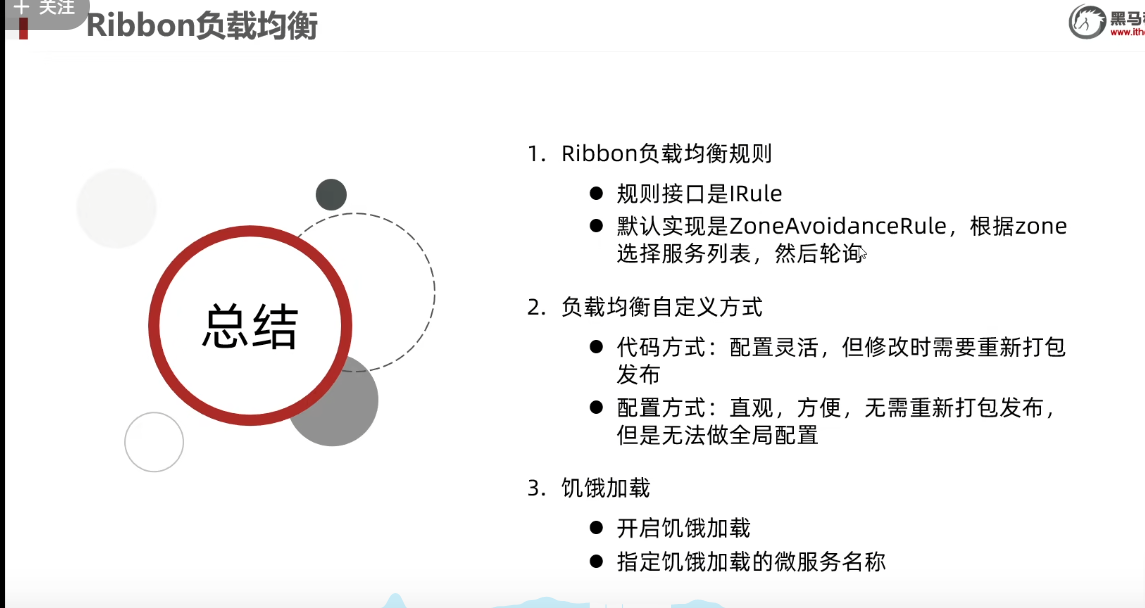 + 关注
Ribbon负载均衡
黑马
www.ith
总结
1. Ribbon负载均衡规则
● 规则接口是IRule
● 默认实现是ZoneAvoidanceRule，根据zone
选择服务列表，然后轮询
2. 负载均衡自定义方式
● 代码方式：配置灵活，但修改时需要重新打包
发布
● 配置方式：直观，方便，无需重新打包发布，
但是无法做全局配置
3. 饥饿加载
● 开启饥饿加载
● 指定饥饿加载的微服务名称